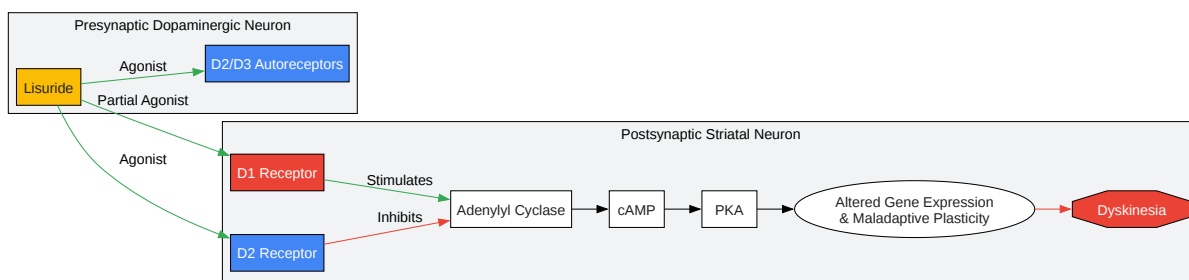 Presynaptic Dopaminergic Neuron
Lisuride
Agonist
D2/D3 Autoreceptors
Partial Agonist
Agonist
Postsynaptic Striatal Neuron
D1 Receptor
Stimulates
D2 Receptor
Inhibits
Adenylyl Cyclase
cAMP
PKA
Altered Gene Expression
& Maladaptive Plasticity
Dyskinesia